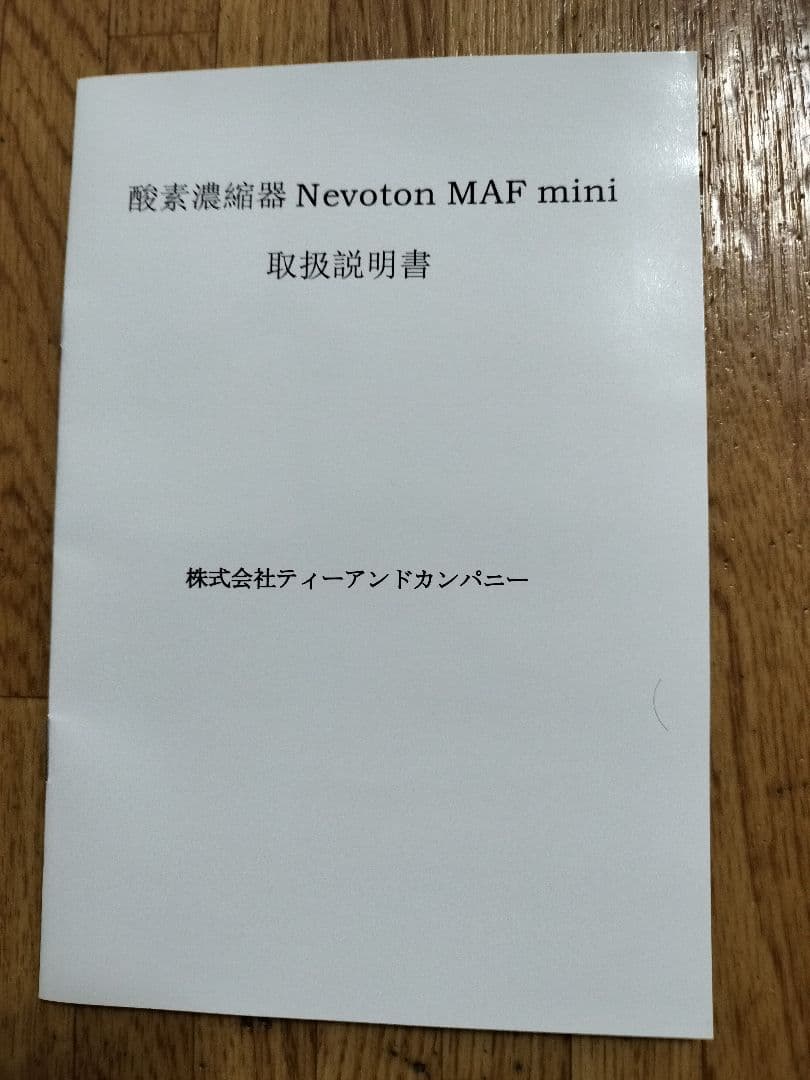 酸素濃縮器 Nevoton MAF mini
取扱説明書
株式会社ティーアンドカンパニー